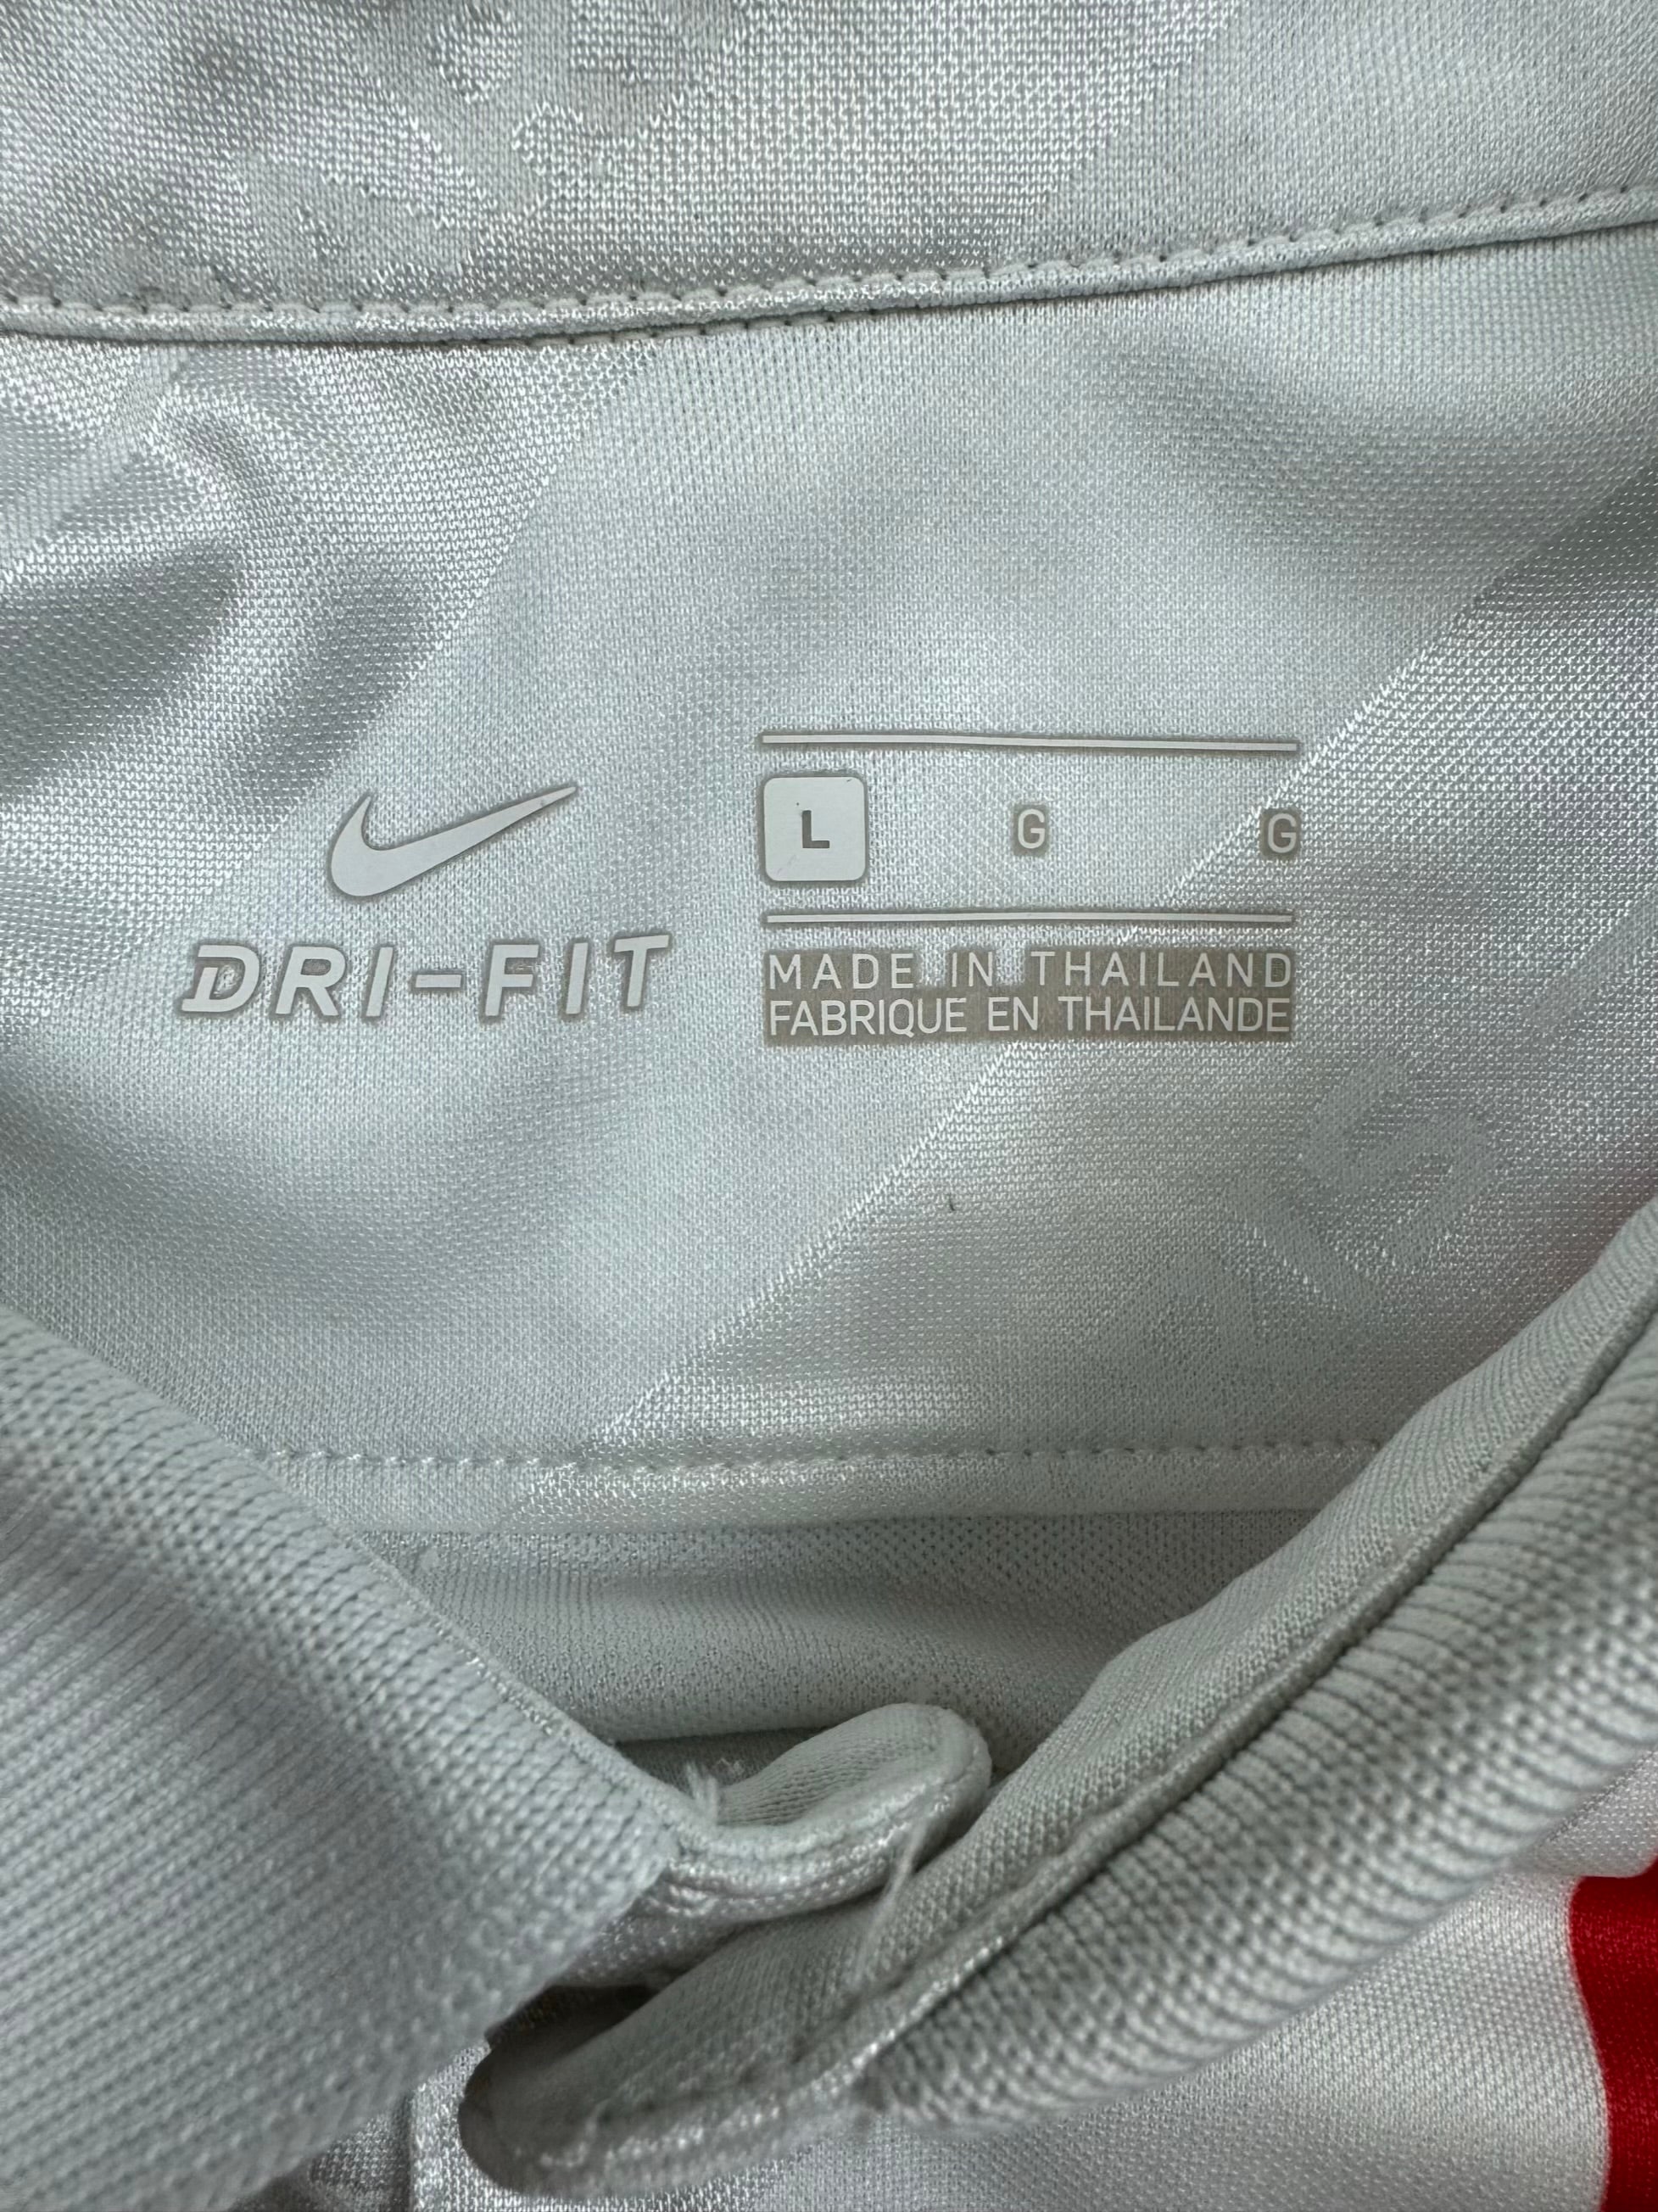 DRI-FIT
L G G
MADE IN THAILAND
FABRIQUE EN THAILANDE